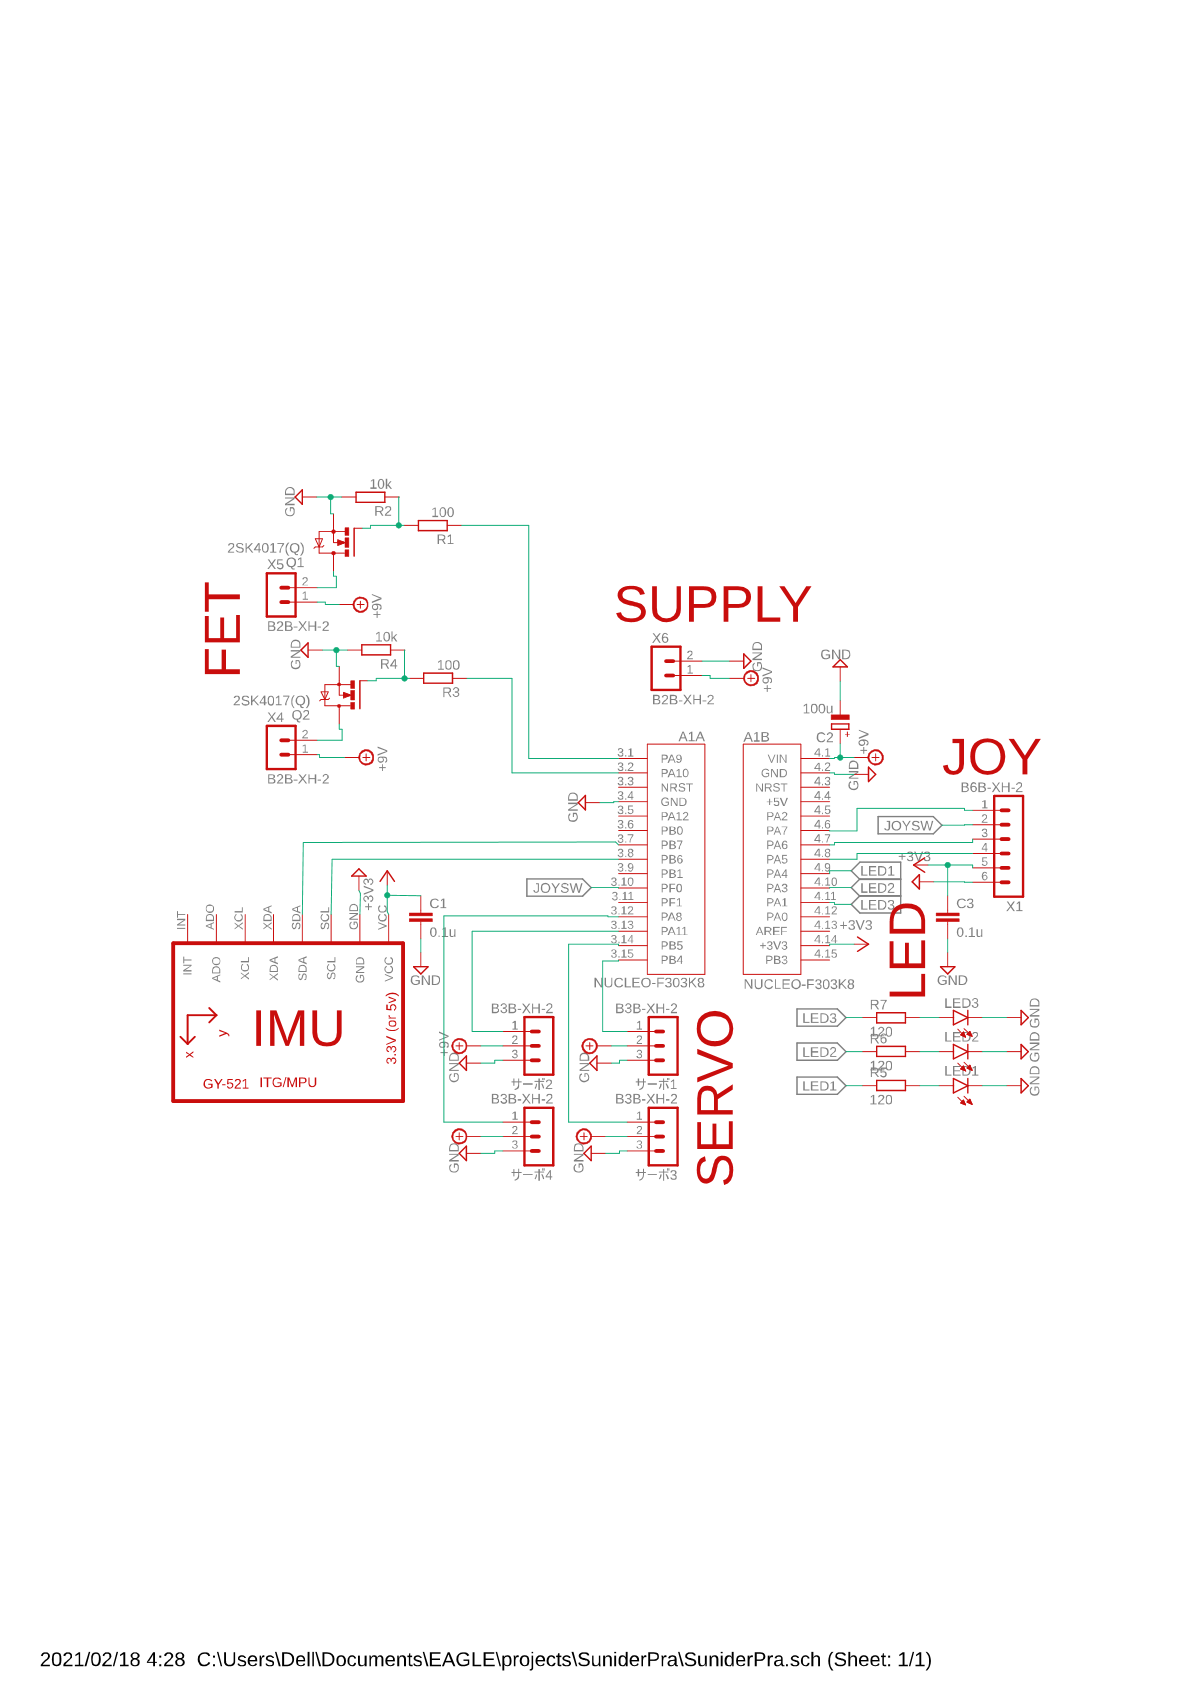 10k
GND
R2
100
R1
2SK4017(Q)
X5
Q1
2
1
+9V
B2B-XH-2
FET
10k
GND
R4
100
R3
2SK4017(Q)
X4
Q2
2
1
+9V
B2B-XH-2
SUPPLY
X6
2
1
GND
+9V
B2B-XH-2
GND
100u
C2
+
+9V
GND
A1A
3.1 PA9
3.2 PA10
3.3 NRST
3.4 GND
3.5 PA12
3.6 PB0
3.7 PB7
3.8 PB6
3.9 PB1
3.10 PF0
3.11 PF1
3.12 PA8
3.13 PA11
3.14 PB5
3.15 PB4
NUCLEO-F303K8
GND
JOYSW
A1B
VIN 4.1
GND 4.2
NRST 4.3
+5V 4.4
PA2 4.5
PA7 4.6
PA6 4.7
PA5 4.8
PA4 4.9
PA3 4.10
PA1 4.11
PA0 4.12
AREF 4.13
+3V3 4.14
PB3 4.15
NUCLEO-F303K8
LED1
LED2
LED3
+3V3
JOY
B6B-XH-2
1
2
3
4
5
6
X1
JOYSW
+3V3
C3
0.1u
GND
LED
INT
ADO
XCL
XDA
SDA
SCL
GND
VCC
+3V3
C1
0.1u
GND
INT
ADO
XCL
XDA
SDA
SCL
GND
VCC
3.3V (or 5v)
x
y
IMU
GY-521 ITG/MPU
B3B-XH-2
1
2
3
+9V
GND
サーボ2
B3B-XH-2
1
2
3
GND
サーボ1
B3B-XH-2
1
2
3
GND
サーボ4
B3B-XH-2
1
2
3
GND
サーボ3
SERVO
LED3
R7
120
LED3
GND
LED2
R6
120
LED2
GND
LED1
R5
120
LED1
GND
2021/02/18 4:28 C:\Users\Dell\Documents\EAGLE\projects\SuniderPra\SuniderPra.sch (Sheet: 1/1)